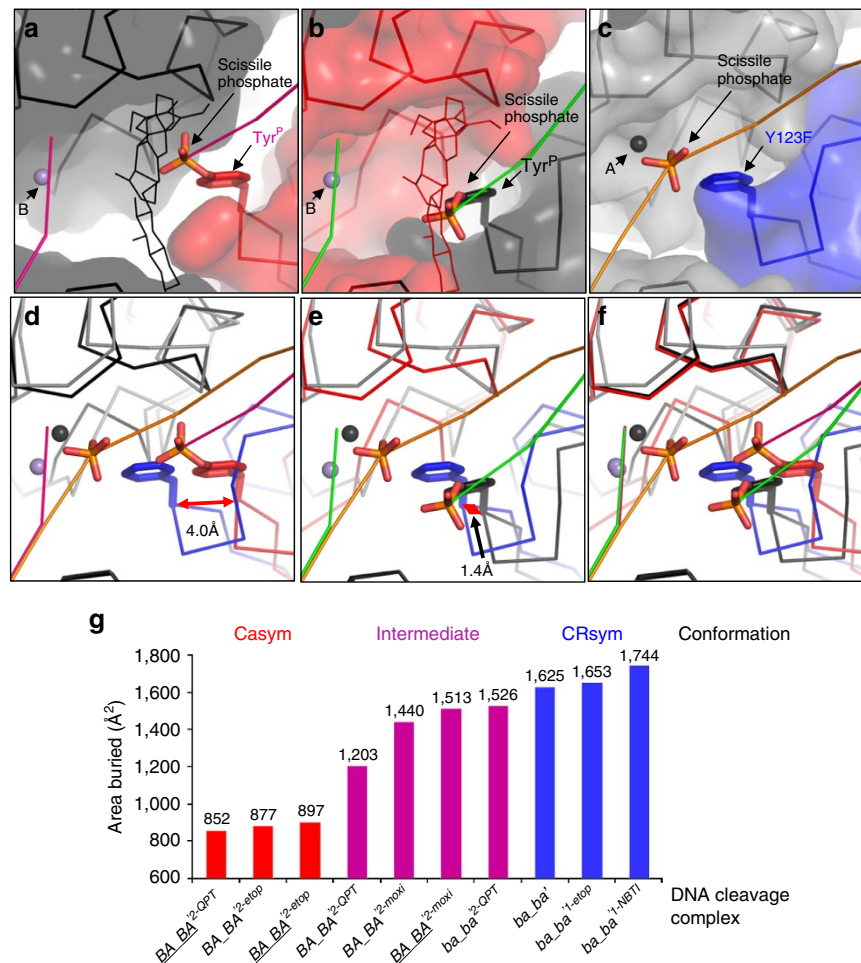 a
Scissile
phosphate
Tyrᴾ
B
b
Scissile
phosphate
Tyrᴾ
B
c
Scissile
phosphate
A
Y123F
d
4.0Å
e
1.4Å
f
g
Casym Intermediate CRsym Conformation
Area buried (Å²)
1,800
1,600
1,400
1,200
1,000
800
600
852
877
897
1,203
1,440
1,513
1,526
1,625
1,653
1,744
BA_BA'2-QPT
BA_BA'2-etop
BA_BA'2-etop
BA_BA'2-QPT
BA_BA'2-moxi
BA_BA'2-moxi
ba_ba'2-QPT
ba_ba'
ba_ba'1-etop
ba_ba'1-NBTI
DNA cleavage
complex